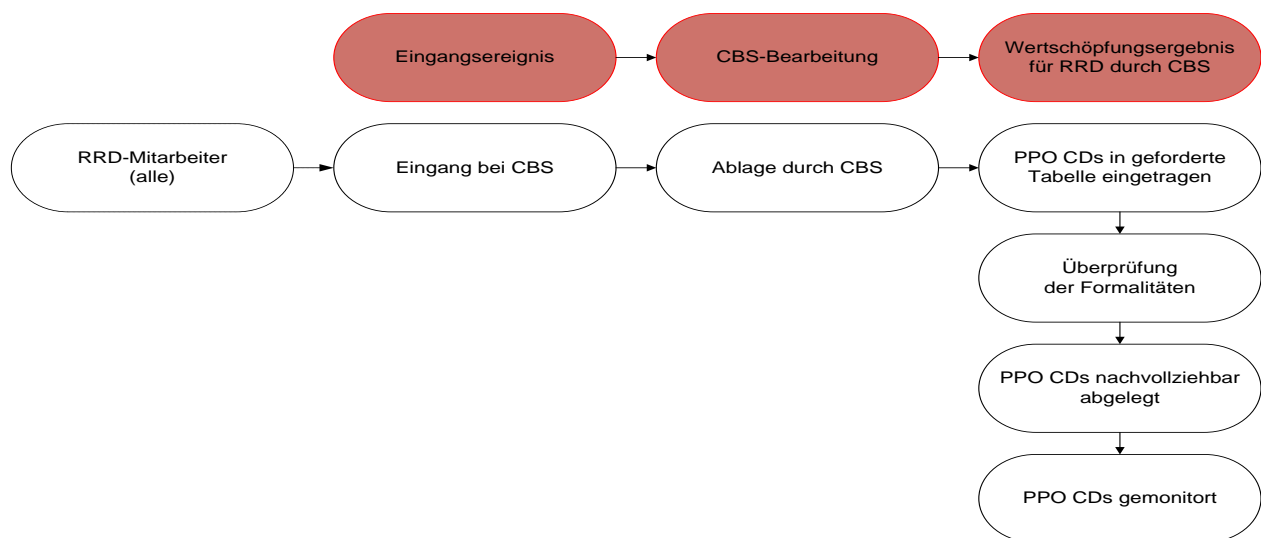 Eingangsereignis
CBS-Bearbeitung
Wertschöpfungsergebnis
für RRD durch CBS
RRD-Mitarbeiter
(alle)
Eingang bei CBS
Ablage durch CBS
PPO CDs in geforderte
Tabelle eingetragen
Überprüfung
der Formalitäten
PPO CDs nachvollziehbar
abgelegt
PPO CDs gemonitort